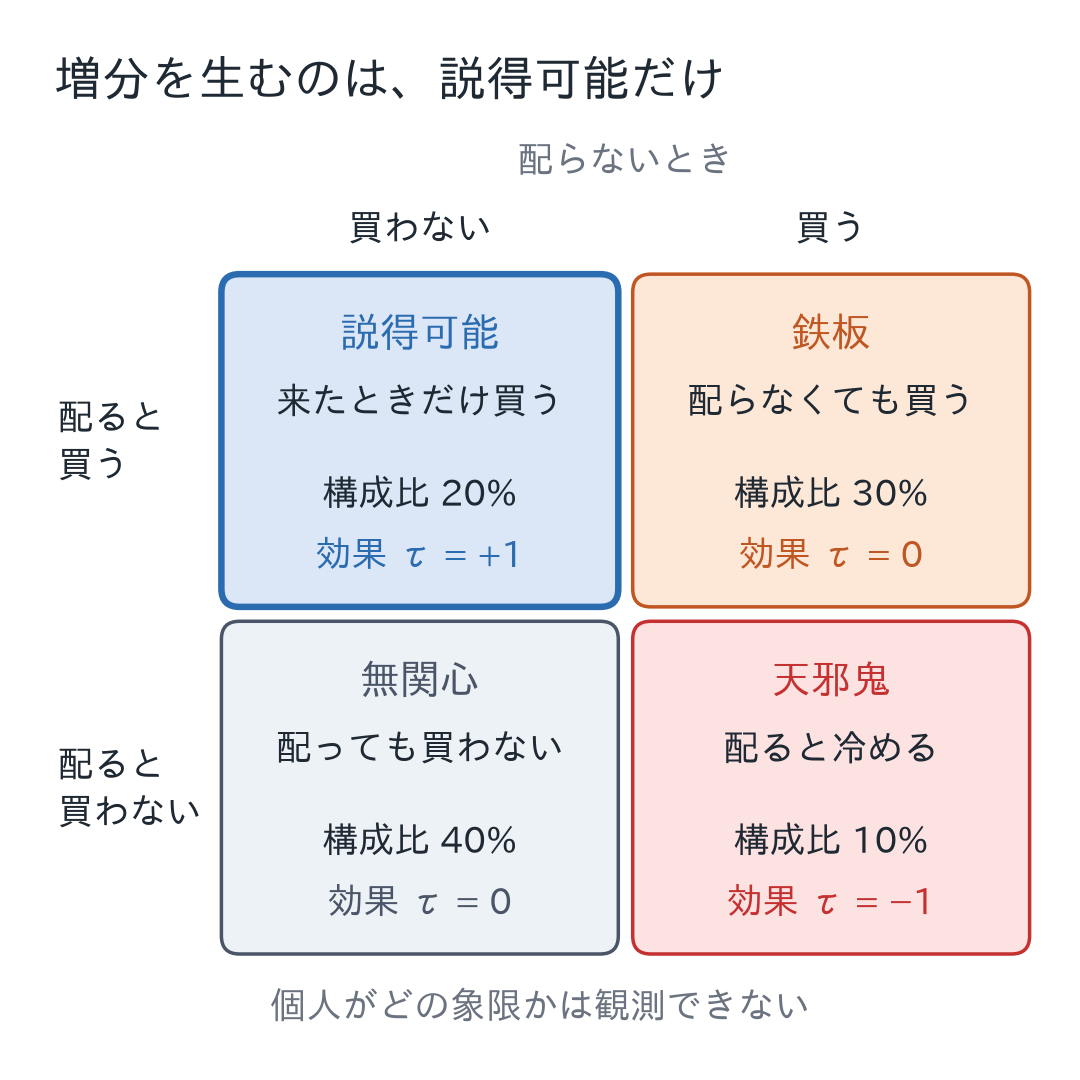 増分を生むのは、説得可能だけ
配らないとき
買わない
買う
配ると
買う
説得可能
来たときだけ買う
構成比 20%
効果 τ = +1
鉄板
配らなくても買う
構成比 30%
効果 τ = 0
配ると
買わない
無関心
配っても買わない
構成比 40%
効果 τ = 0
天邪鬼
配ると冷める
構成比 10%
効果 τ = −1
個人がどの象限かは観測できない